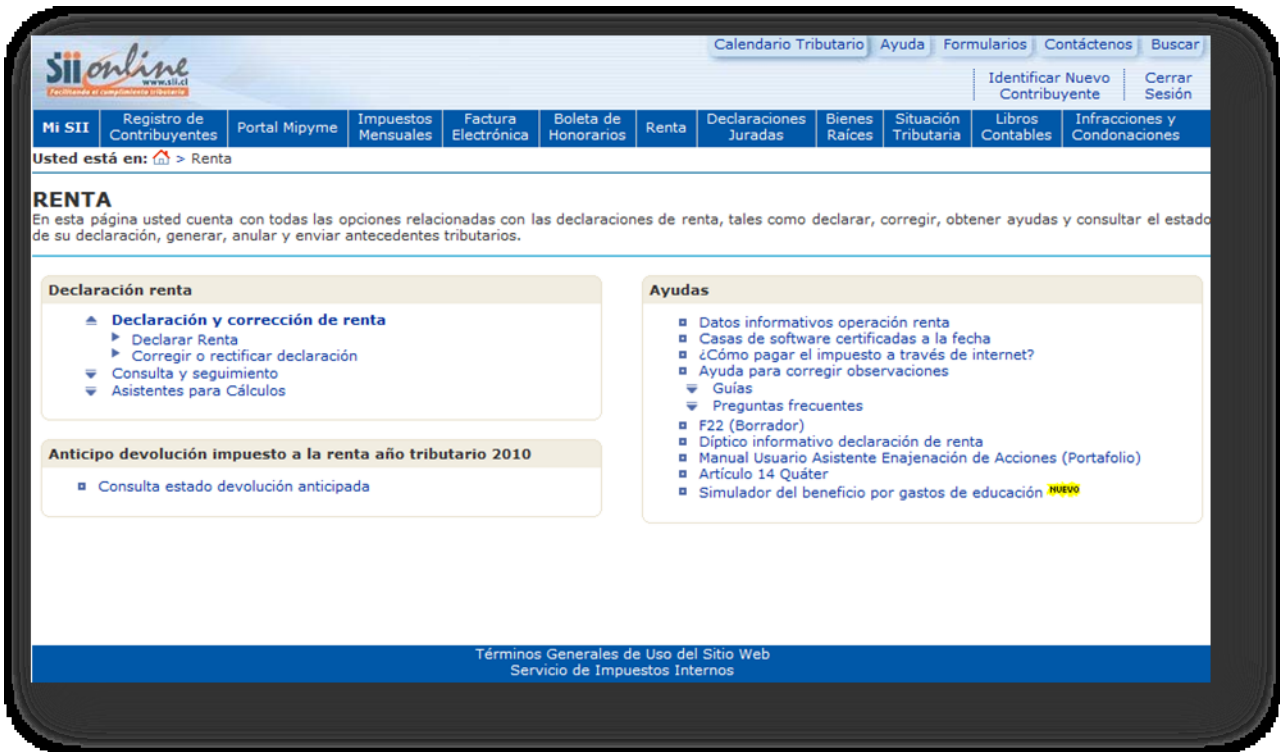 Calendario Tributario Ayuda Formularios Contáctenos Buscar
sii online
www.sii.cl
Facilitando el cumplimiento tributario
Identificar Nuevo Contribuyente
Cerrar Sesión
Mi SII
Registro de Contribuyentes
Portal Mipyme
Impuestos Mensuales
Factura Electrónica
Boleta de Honorarios
Renta
Declaraciones Juradas
Bienes Raíces
Situación Tributaria
Libros Contables
Infracciones y Condonaciones
Usted está en: > Renta
RENTA
En esta página usted cuenta con todas las opciones relacionadas con las declaraciones de renta, tales como declarar, corregir, obtener ayudas y consultar el estado
de su declaración, generar, anular y enviar antecedentes tributarios.
Declaración renta
Declaración y corrección de renta
Declarar Renta
Corregir o rectificar declaración
Consulta y seguimiento
Asistentes para Cálculos
Anticipo devolución impuesto a la renta año tributario 2010
Consulta estado devolución anticipada
Ayudas
Datos informativos operación renta
Casas de software certificadas a la fecha
¿Cómo pagar el impuesto a través de internet?
Ayuda para corregir observaciones
Guías
Preguntas frecuentes
F22 (Borrador)
Díptico informativo declaración de renta
Manual Usuario Asistente Enajenación de Acciones (Portafolio)
Artículo 14 Quáter
Simulador del beneficio por gastos de educación NUEVO
Términos Generales de Uso del Sitio Web
Servicio de Impuestos Internos